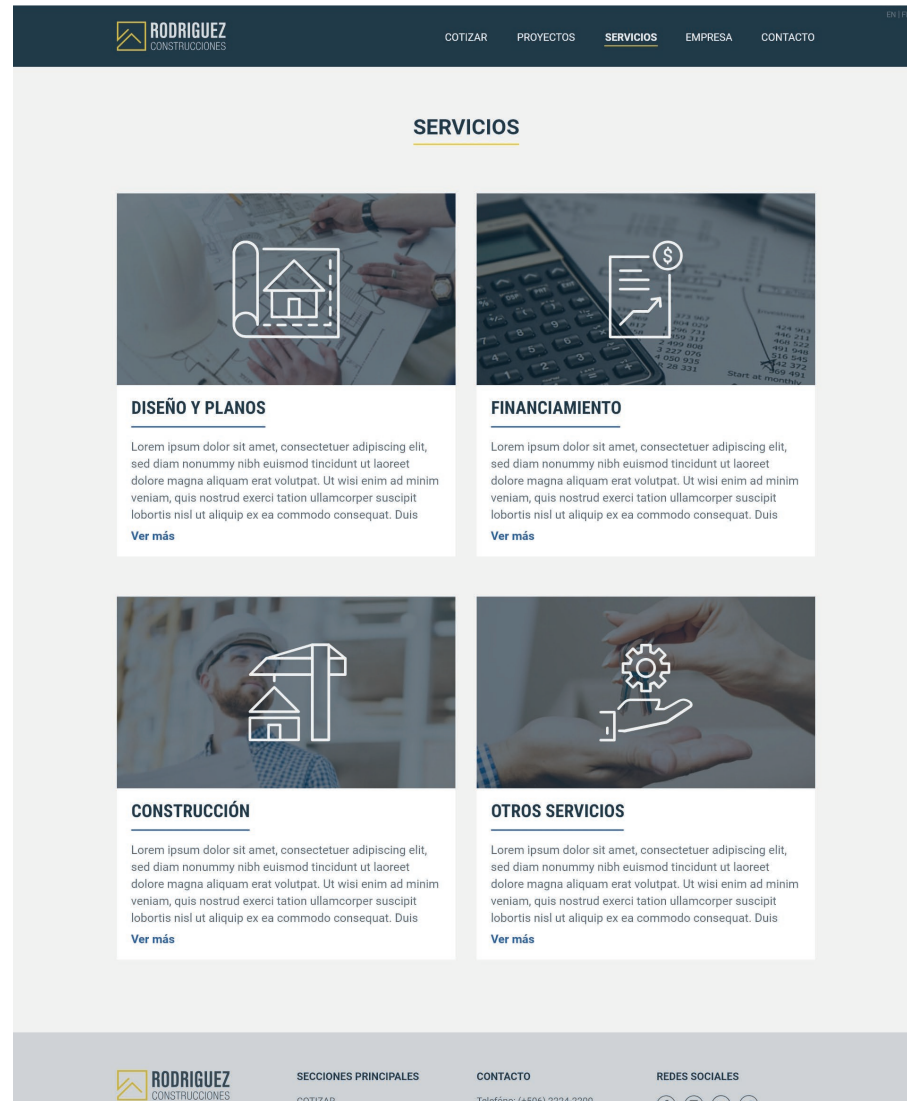 EN | F
RODRIGUEZ
CONSTRUCCIONES
COTIZAR PROYECTOS SERVICIOS EMPRESA CONTACTO
SERVICIOS
$
DISEÑO Y PLANOS
Lorem ipsum dolor sit amet, consectetuer adipiscing elit,
sed diam nonummy nibh euismod tincidunt ut laoreet
dolore magna aliquam erat volutpat. Ut wisi enim ad minim
veniam, quis nostrud exerci tation ullamcorper suscipit
lobortis nisl ut aliquip ex ea commodo consequat. Duis
Ver más
Start at monthly
FINANCIAMIENTO
Lorem ipsum dolor sit amet, consectetuer adipiscing elit,
sed diam nonummy nibh euismod tincidunt ut laoreet
dolore magna aliquam erat volutpat. Ut wisi enim ad minim
veniam, quis nostrud exerci tation ullamcorper suscipit
lobortis nisl ut aliquip ex ea commodo consequat. Duis
Ver más
CONSTRUCCIÓN
Lorem ipsum dolor sit amet, consectetuer adipiscing elit,
sed diam nonummy nibh euismod tincidunt ut laoreet
dolore magna aliquam erat volutpat. Ut wisi enim ad minim
veniam, quis nostrud exerci tation ullamcorper suscipit
lobortis nisl ut aliquip ex ea commodo consequat. Duis
Ver más
OTROS SERVICIOS
Lorem ipsum dolor sit amet, consectetuer adipiscing elit,
sed diam nonummy nibh euismod tincidunt ut laoreet
dolore magna aliquam erat volutpat. Ut wisi enim ad minim
veniam, quis nostrud exerci tation ullamcorper suscipit
lobortis nisl ut aliquip ex ea commodo consequat. Duis
Ver más
RODRIGUEZ
CONSTRUCCIONES
SECCIONES PRINCIPALES
COTIZAR
CONTACTO
Teléfóno: (+506) 2224-2200
REDES SOCIALES